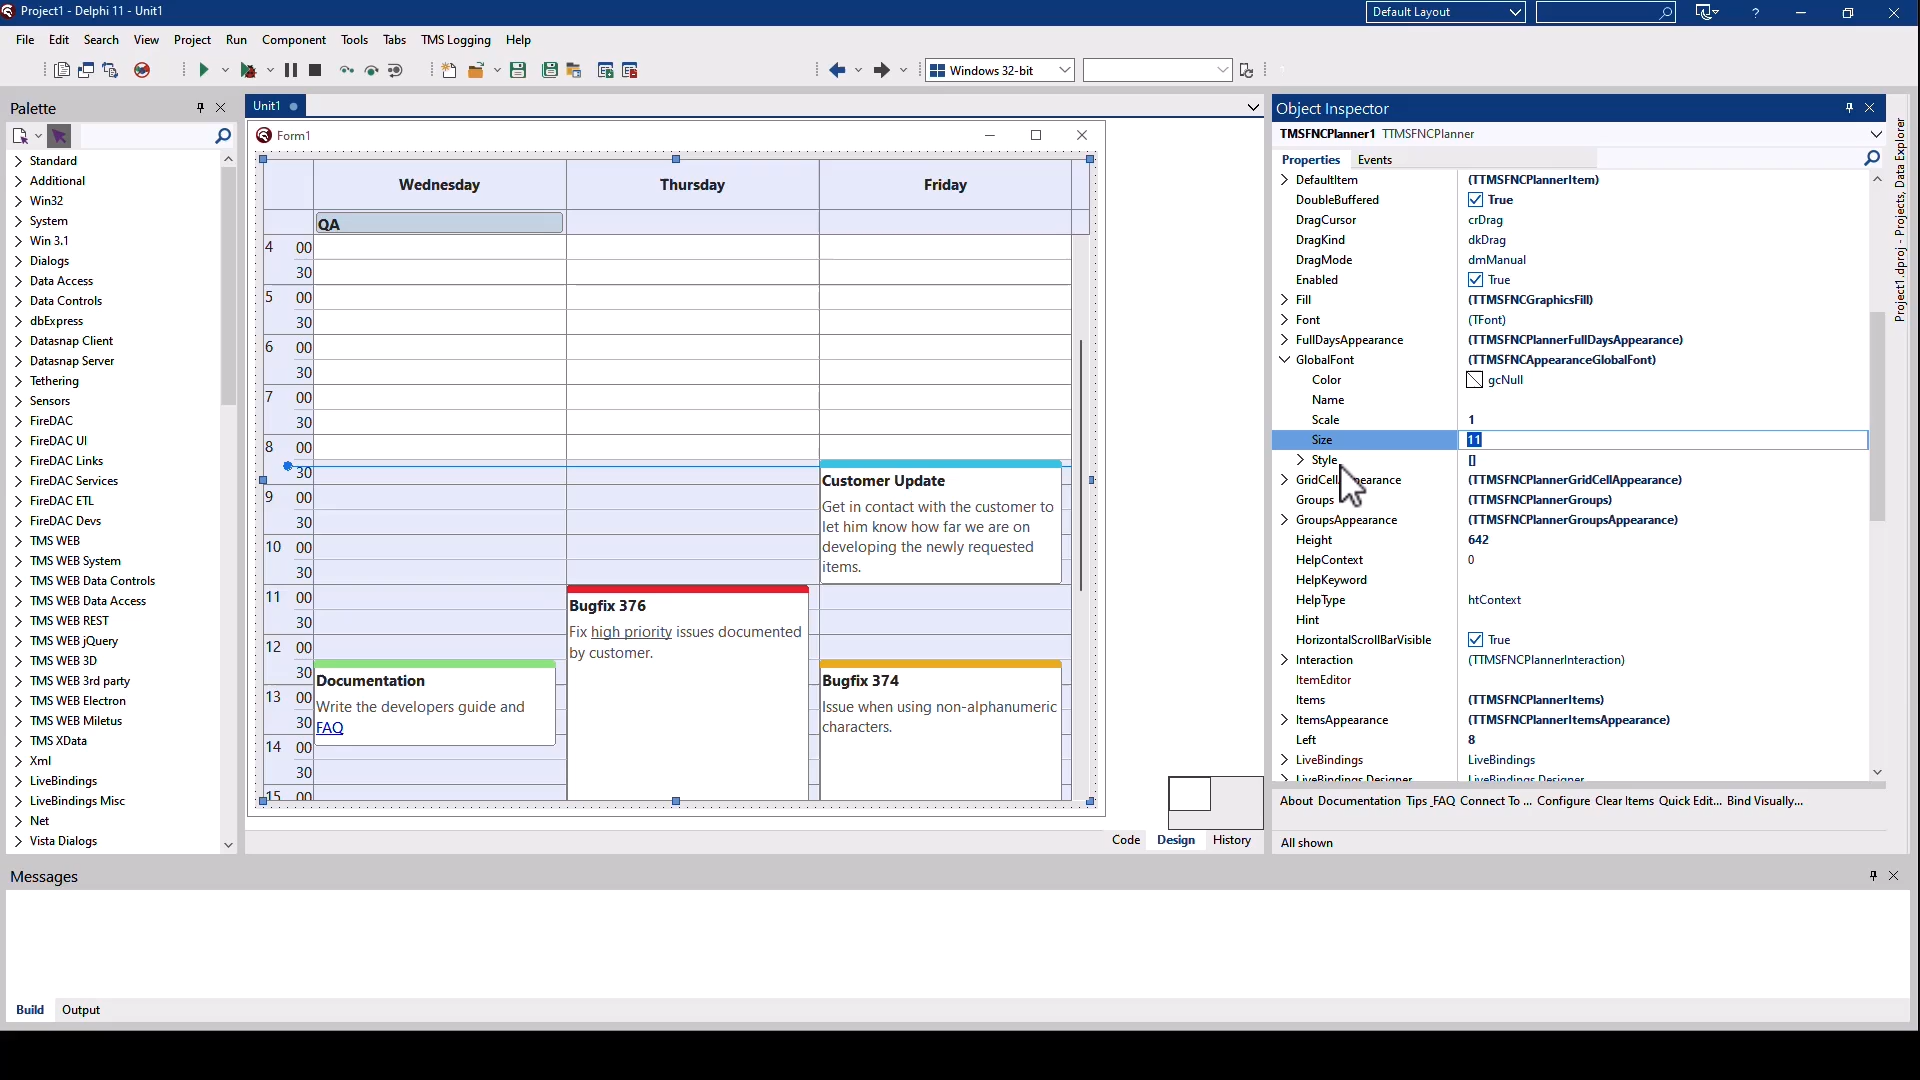 Project1 - Delphi 11 - Unit1
Default Layout
?
File Edit Search View Project Run Component Tools Tabs TMS Logging Help
Windows 32-bit
Palette
Standard
Additional
Win32
System
Win 3.1
Dialogs
Data Access
Data Controls
dbExpress
Datasnap Client
Datasnap Server
Tethering
Sensors
FireDAC
FireDAC UI
FireDAC Links
FireDAC Services
FireDAC ETL
FireDAC Devs
TMS WEB
TMS WEB System
TMS WEB Data Controls
TMS WEB Data Access
TMS WEB REST
TMS WEB jQuery
TMS WEB 3D
TMS WEB 3rd party
TMS WEB Electron
TMS WEB Miletus
TMS XData
Xml
LiveBindings
LiveBindings Misc
Net
Vista Dialogs
Unit1
Form1
Wednesday Thursday Friday
QA
4 00
30
5 00
30
6 00
30
7 00
30
8 00
30
9 00
30
10 00
30
11 00
30
12 00
30
13 00
30
14 00
30
15 00
Customer Update
Get in contact with the customer to
let him know how far we are on
developing the newly requested
items.
Bugfix 376
Fix high priority issues documented
by customer.
Documentation
Write the developers guide and
FAQ
Bugfix 374
Issue when using non-alphanumeric
characters.
Code Design History
Object Inspector
TMSFNCPlanner1 TTMSFNCPlanner
Properties Events
DefaultItem (TTMSFNCPlannerItem)
DoubleBuffered True
DragCursor crDrag
DragKind dkDrag
DragMode dmManual
Enabled True
Fill (TTMSFNCGraphicsFill)
Font (TFont)
FullDaysAppearance (TTMSFNCPlannerFullDaysAppearance)
GlobalFont (TTMSFNCAppearanceGlobalFont)
Color gcNull
Name
Scale 1
Size 11
Style []
(TTMSFNCPlannerGridCellAppearance)
Groups (TTMSFNCPlannerGroups)
GroupsAppearance (TTMSFNCPlannerGroupsAppearance)
Height 642
HelpContext 0
HelpKeyword
HelpType htContext
Hint
HorizontalScrollBarVisible True
Interaction (TTMSFNCPlannerInteraction)
ItemEditor
Items (TTMSFNCPlannerItems)
ItemsAppearance (TTMSFNCPlannerItemsAppearance)
Left 8
LiveBindings LiveBindings
LiveBindings Designer LiveBindings Designer
About Documentation Tips_FAQ Connect To ... Configure Clear Items Quick Edit... Bind Visually...
All shown
Project1.dproj - Projects, Data Explorer
Messages
Build Output